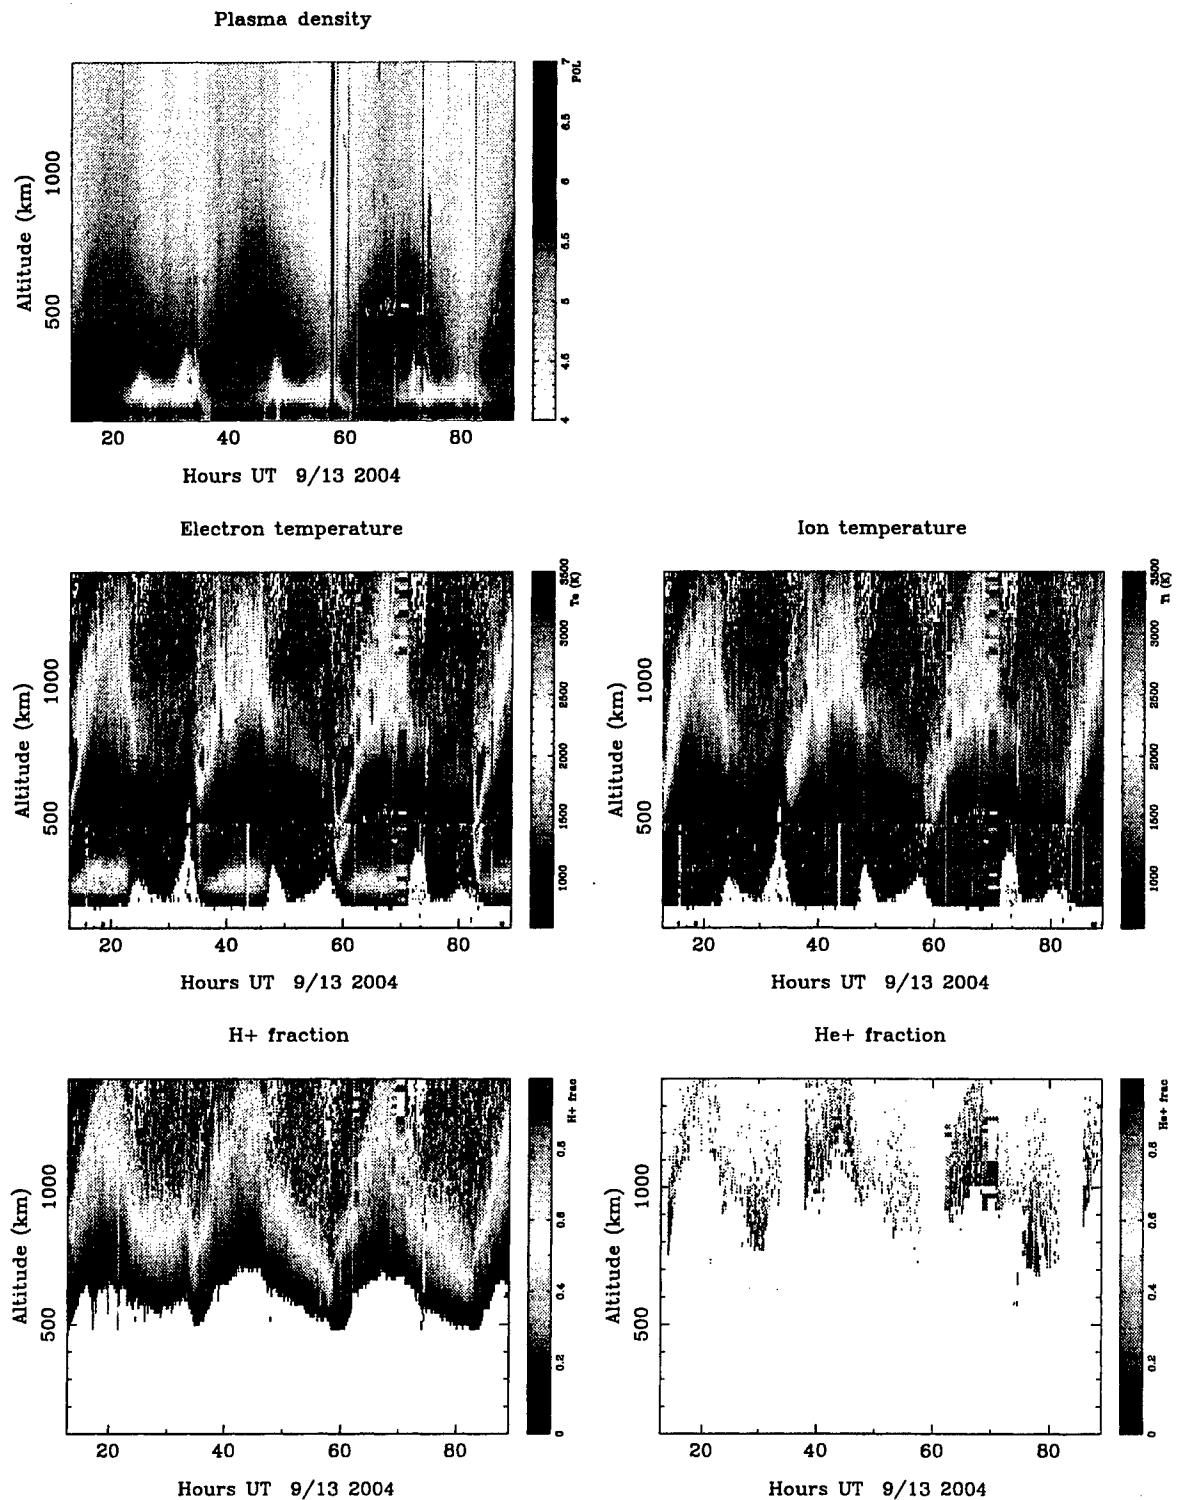 Plasma density
7
6.5
6
5.5
5
4.5
4
POL
Altitude (km)
1000
500
20 40 60 80
Hours UT 9/13 2004
Electron temperature
3500
3000
2500
2000
1500
1000
Te (K)
Altitude (km)
1000
500
20 40 60 80
Hours UT 9/13 2004
Ion temperature
3500
3000
2500
2000
1500
1000
Ti (K)
Altitude (km)
1000
500
20 40 60 80
Hours UT 9/13 2004
H+ fraction
H+ frac
0.8
0.6
0.4
0.2
0
Altitude (km)
1000
500
20 40 60 80
Hours UT 9/13 2004
He+ fraction
He+ frac
0.8
0.6
0.4
0.2
0
Altitude (km)
1000
500
20 40 60 80
Hours UT 9/13 2004